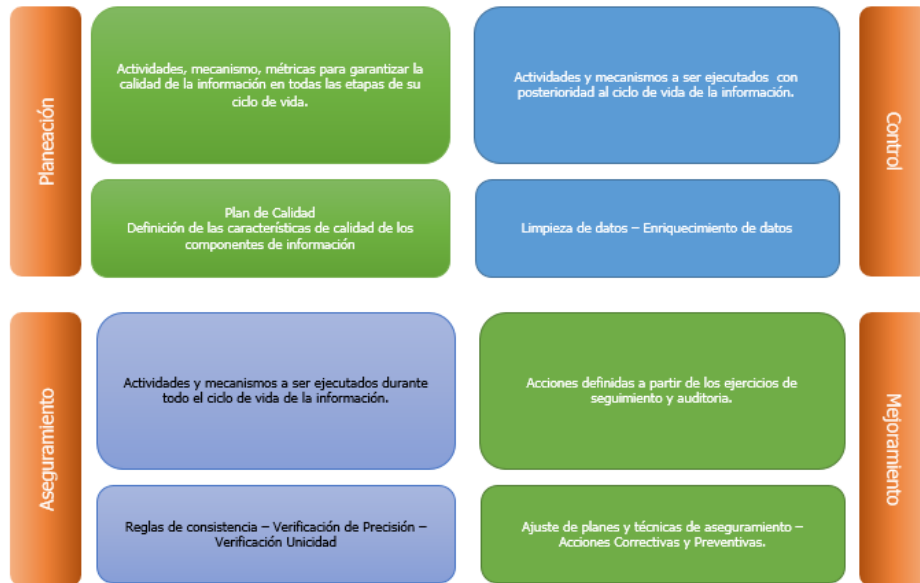 Planeación
Actividades, mecanismo, métricas para garantizar la
calidad de la información en todas las etapas de su
ciclo de vida.
Plan de Calidad
Definición de las características de calidad de los
componentes de información
Actividades y mecanismos a ser ejecutados con
posterioridad al ciclo de vida de la información.
Limpieza de datos – Enriquecimiento de datos
Control
Aseguramiento
Actividades y mecanismos a ser ejecutados durante
todo el ciclo de vida de la información.
Reglas de consistencia – Verificación de Precisión –
Verificación Unicidad
Acciones definidas a partir de los ejercicios de
seguimiento y auditoria.
Ajuste de planes y técnicas de aseguramiento –
Acciones Correctivas y Preventivas.
Mejoramiento